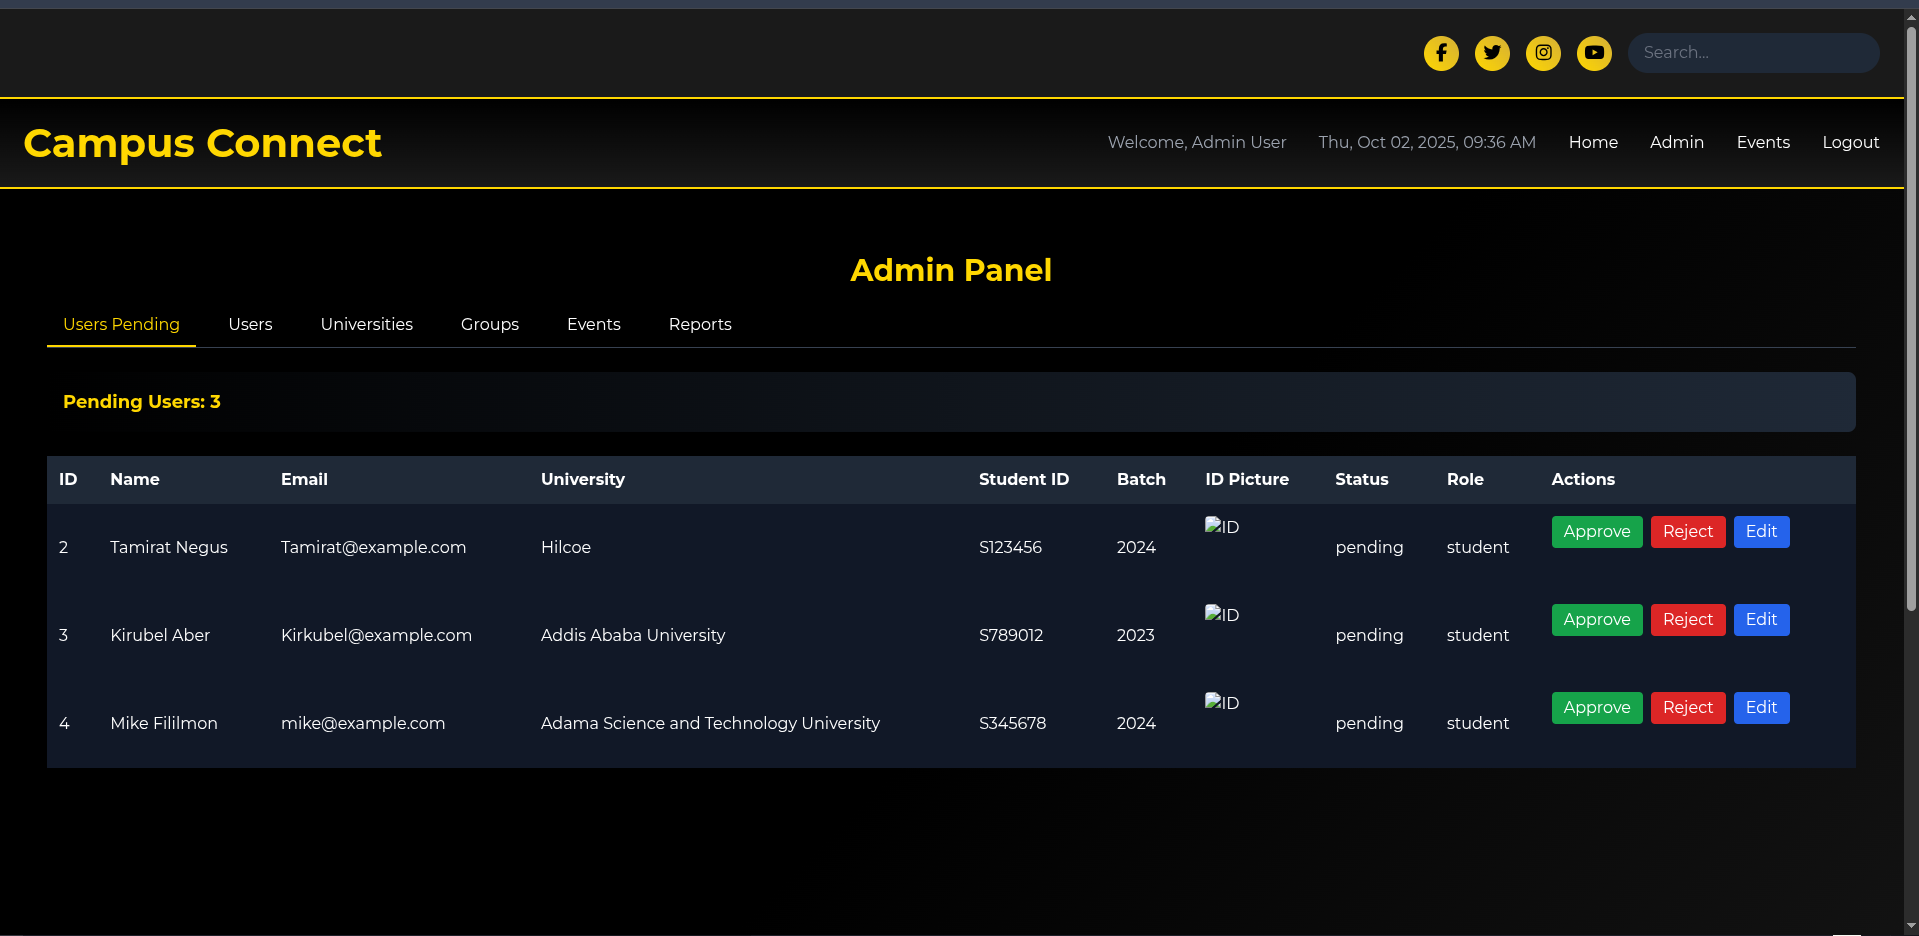 Search...
Campus Connect
Welcome, Admin User Thu, Oct 02, 2025, 09:36 AM Home Admin Events Logout
Admin Panel
Users Pending Users Universities Groups Events Reports
Pending Users: 3
ID Name Email University Student ID Batch ID Picture Status Role Actions
2 Tamirat Negus Tamirat@example.com Hilcoe S123456 2024 ID pending student Approve Reject Edit
3 Kirubel Aber Kirkubel@example.com Addis Ababa University S789012 2023 ID pending student Approve Reject Edit
4 Mike Fililmon mike@example.com Adama Science and Technology University S345678 2024 ID pending student Approve Reject Edit